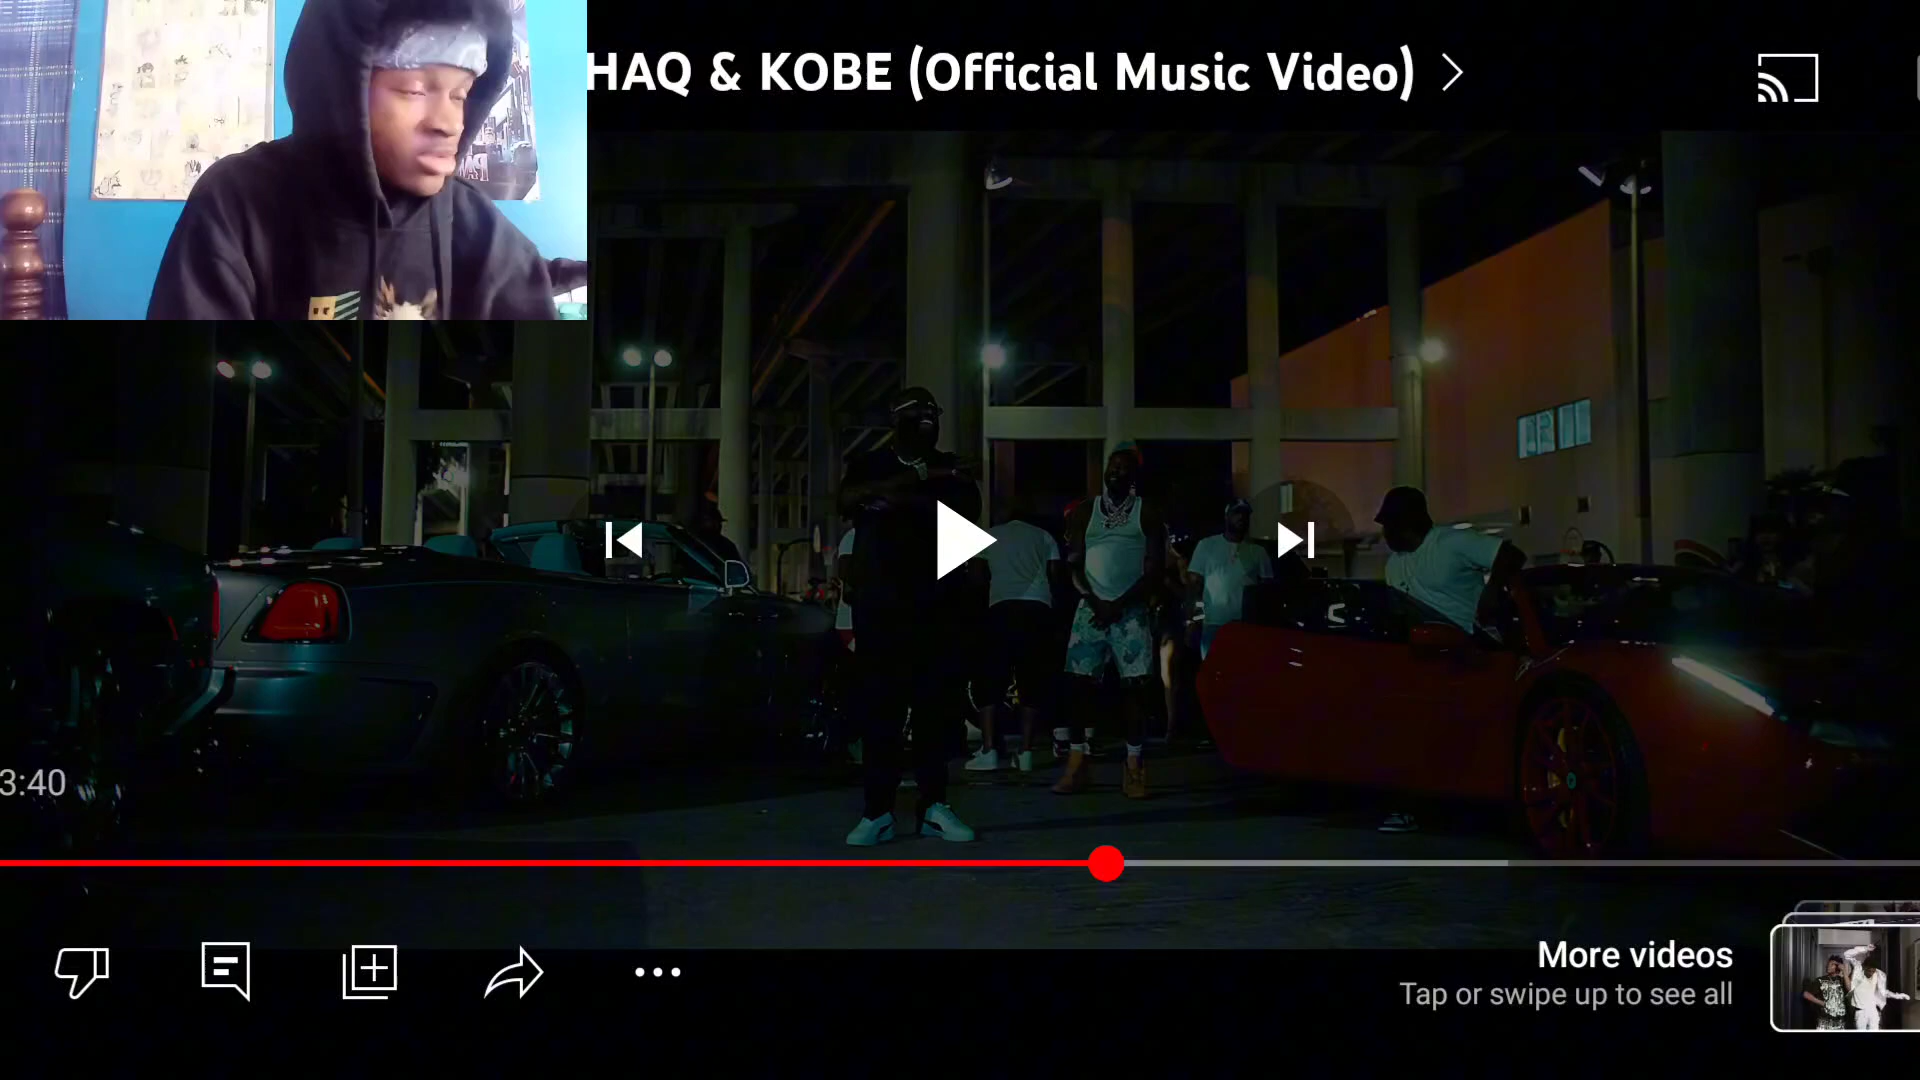 HAQ & KOBE (Official Music Video)
3:40
More videos
Tap or swipe up to see all